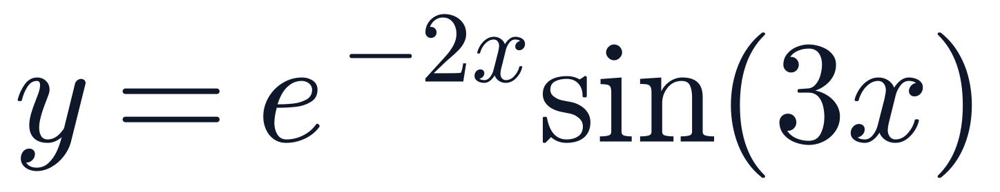 y = e^{-2x} sin(3x)